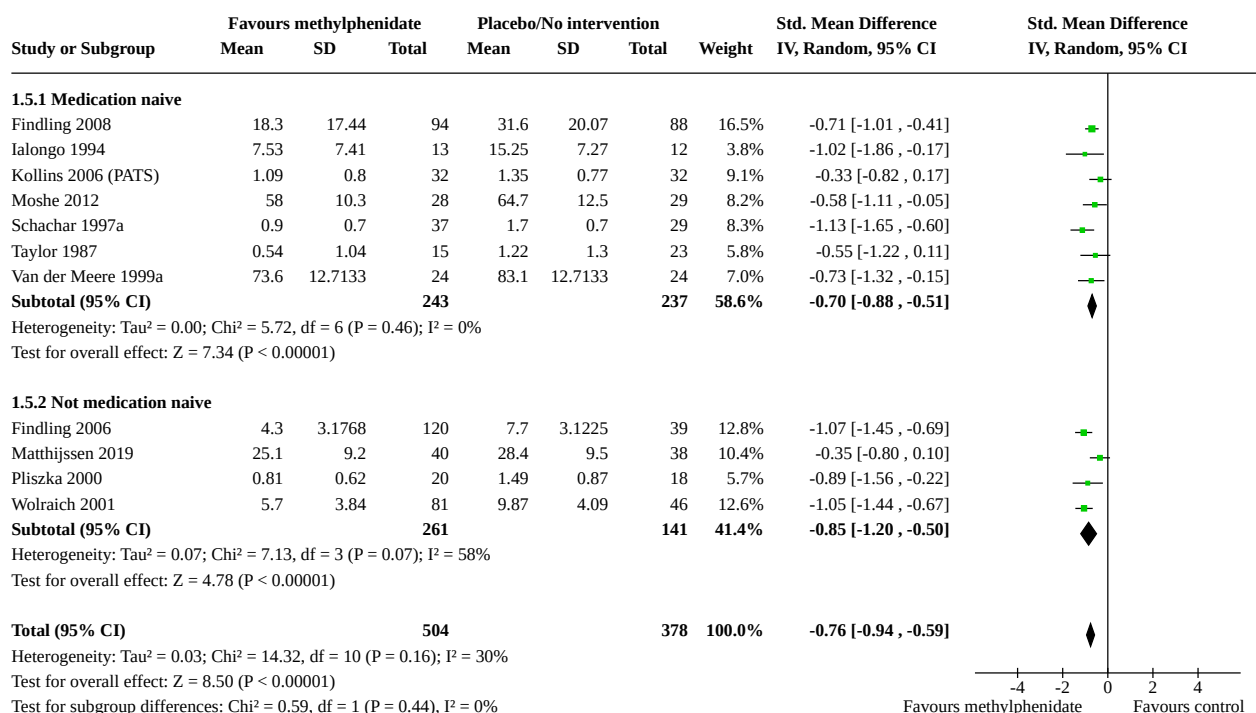 Favours methylphenidate Placebo/No intervention Std. Mean Difference Std. Mean Difference
Study or Subgroup Mean SD Total Mean SD Total Weight IV, Random, 95% CI IV, Random, 95% CI
1.5.1 Medication naive
Findling 2008 18.3 17.44 94 31.6 20.07 88 16.5% -0.71 [-1.01 , -0.41]
Ialongo 1994 7.53 7.41 13 15.25 7.27 12 3.8% -1.02 [-1.86 , -0.17]
Kollins 2006 (PATS) 1.09 0.8 32 1.35 0.77 32 9.1% -0.33 [-0.82 , 0.17]
Moshe 2012 58 10.3 28 64.7 12.5 29 8.2% -0.58 [-1.11 , -0.05]
Schachar 1997a 0.9 0.7 37 1.7 0.7 29 8.3% -1.13 [-1.65 , -0.60]
Taylor 1987 0.54 1.04 15 1.22 1.3 23 5.8% -0.55 [-1.22 , 0.11]
Van der Meere 1999a 73.6 12.7133 24 83.1 12.7133 24 7.0% -0.73 [-1.32 , -0.15]
Subtotal (95% CI) 243 237 58.6% -0.70 [-0.88 , -0.51]
Heterogeneity: Tau² = 0.00; Chi² = 5.72, df = 6 (P = 0.46); I² = 0%
Test for overall effect: Z = 7.34 (P < 0.00001)
1.5.2 Not medication naive
Findling 2006 4.3 3.1768 120 7.7 3.1225 39 12.8% -1.07 [-1.45 , -0.69]
Matthijssen 2019 25.1 9.2 40 28.4 9.5 38 10.4% -0.35 [-0.80 , 0.10]
Pliszka 2000 0.81 0.62 20 1.49 0.87 18 5.9% -0.89 [-1.56 , -0.22]
Wolraich 2001 5.7 3.84 81 9.87 4.09 46 12.6% -1.05 [-1.44 , -0.67]
Subtotal (95% CI) 261 141 41.4% -0.85 [-1.20 , -0.50]
Heterogeneity: Tau² = 0.07; Chi² = 7.13, df = 3 (P = 0.07); I² = 58%
Test for overall effect: Z = 4.78 (P < 0.00001)
Total (95% CI) 504 378 100.0% -0.76 [-0.94 , -0.59]
Heterogeneity: Tau² = 0.03; Chi² = 14.32, df = 10 (P = 0.16); I² = 30%
Test for overall effect: Z = 8.50 (P < 0.00001)
-4 -2 0 2 4
Test for subgroup differences: Chi² = 0.59, df = 1 (P = 0.44), I² = 0%
Favours methylphenidate Favours control